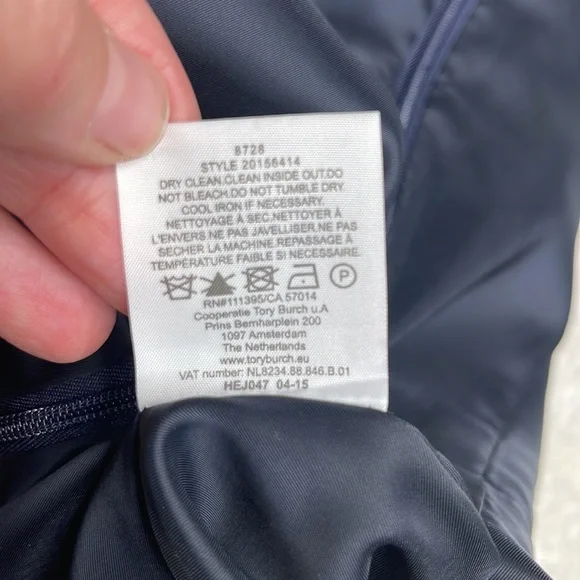 8728
STYLE 20156414
DRY CLEAN.CLEAN INSIDE OUT.DO
NOT BLEACH.DO NOT TUMBLE DRY.
COOL IRON IF NECESSARY.
NETTOYAGE À SEC.NETTOYER À
L'ENVERS.NE PAS JAVELLISER.NE PAS
SÉCHER LA MACHINE.REPASSAGE À
TEMPÉRATURE FAIBLE SI NECESSAIRE
P
RN#111395/CA 57014
Cooperatie Tory Burch u.A
Prins Bernharplein 200
1097 Amsterdam
The Netherlands
www.toryburch.eu
VAT number: NL8234.88.846.B.01
HEJ047 04-15